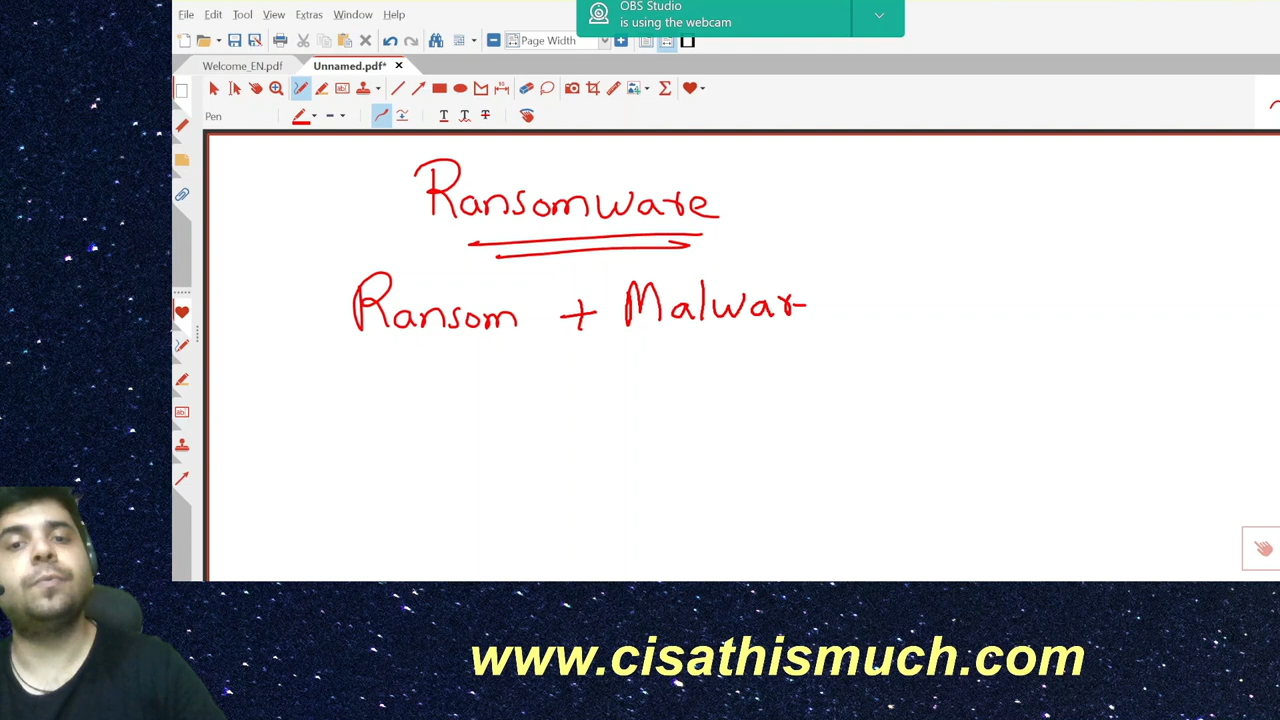 OBS Studio
is using the webcam
File Edit Tool View Extras Window Help
Page Width
Welcome_EN.pdf Unnamed.pdf*
Pen
Ransomware
Ransom + Malwar
www.cisathismuch.com